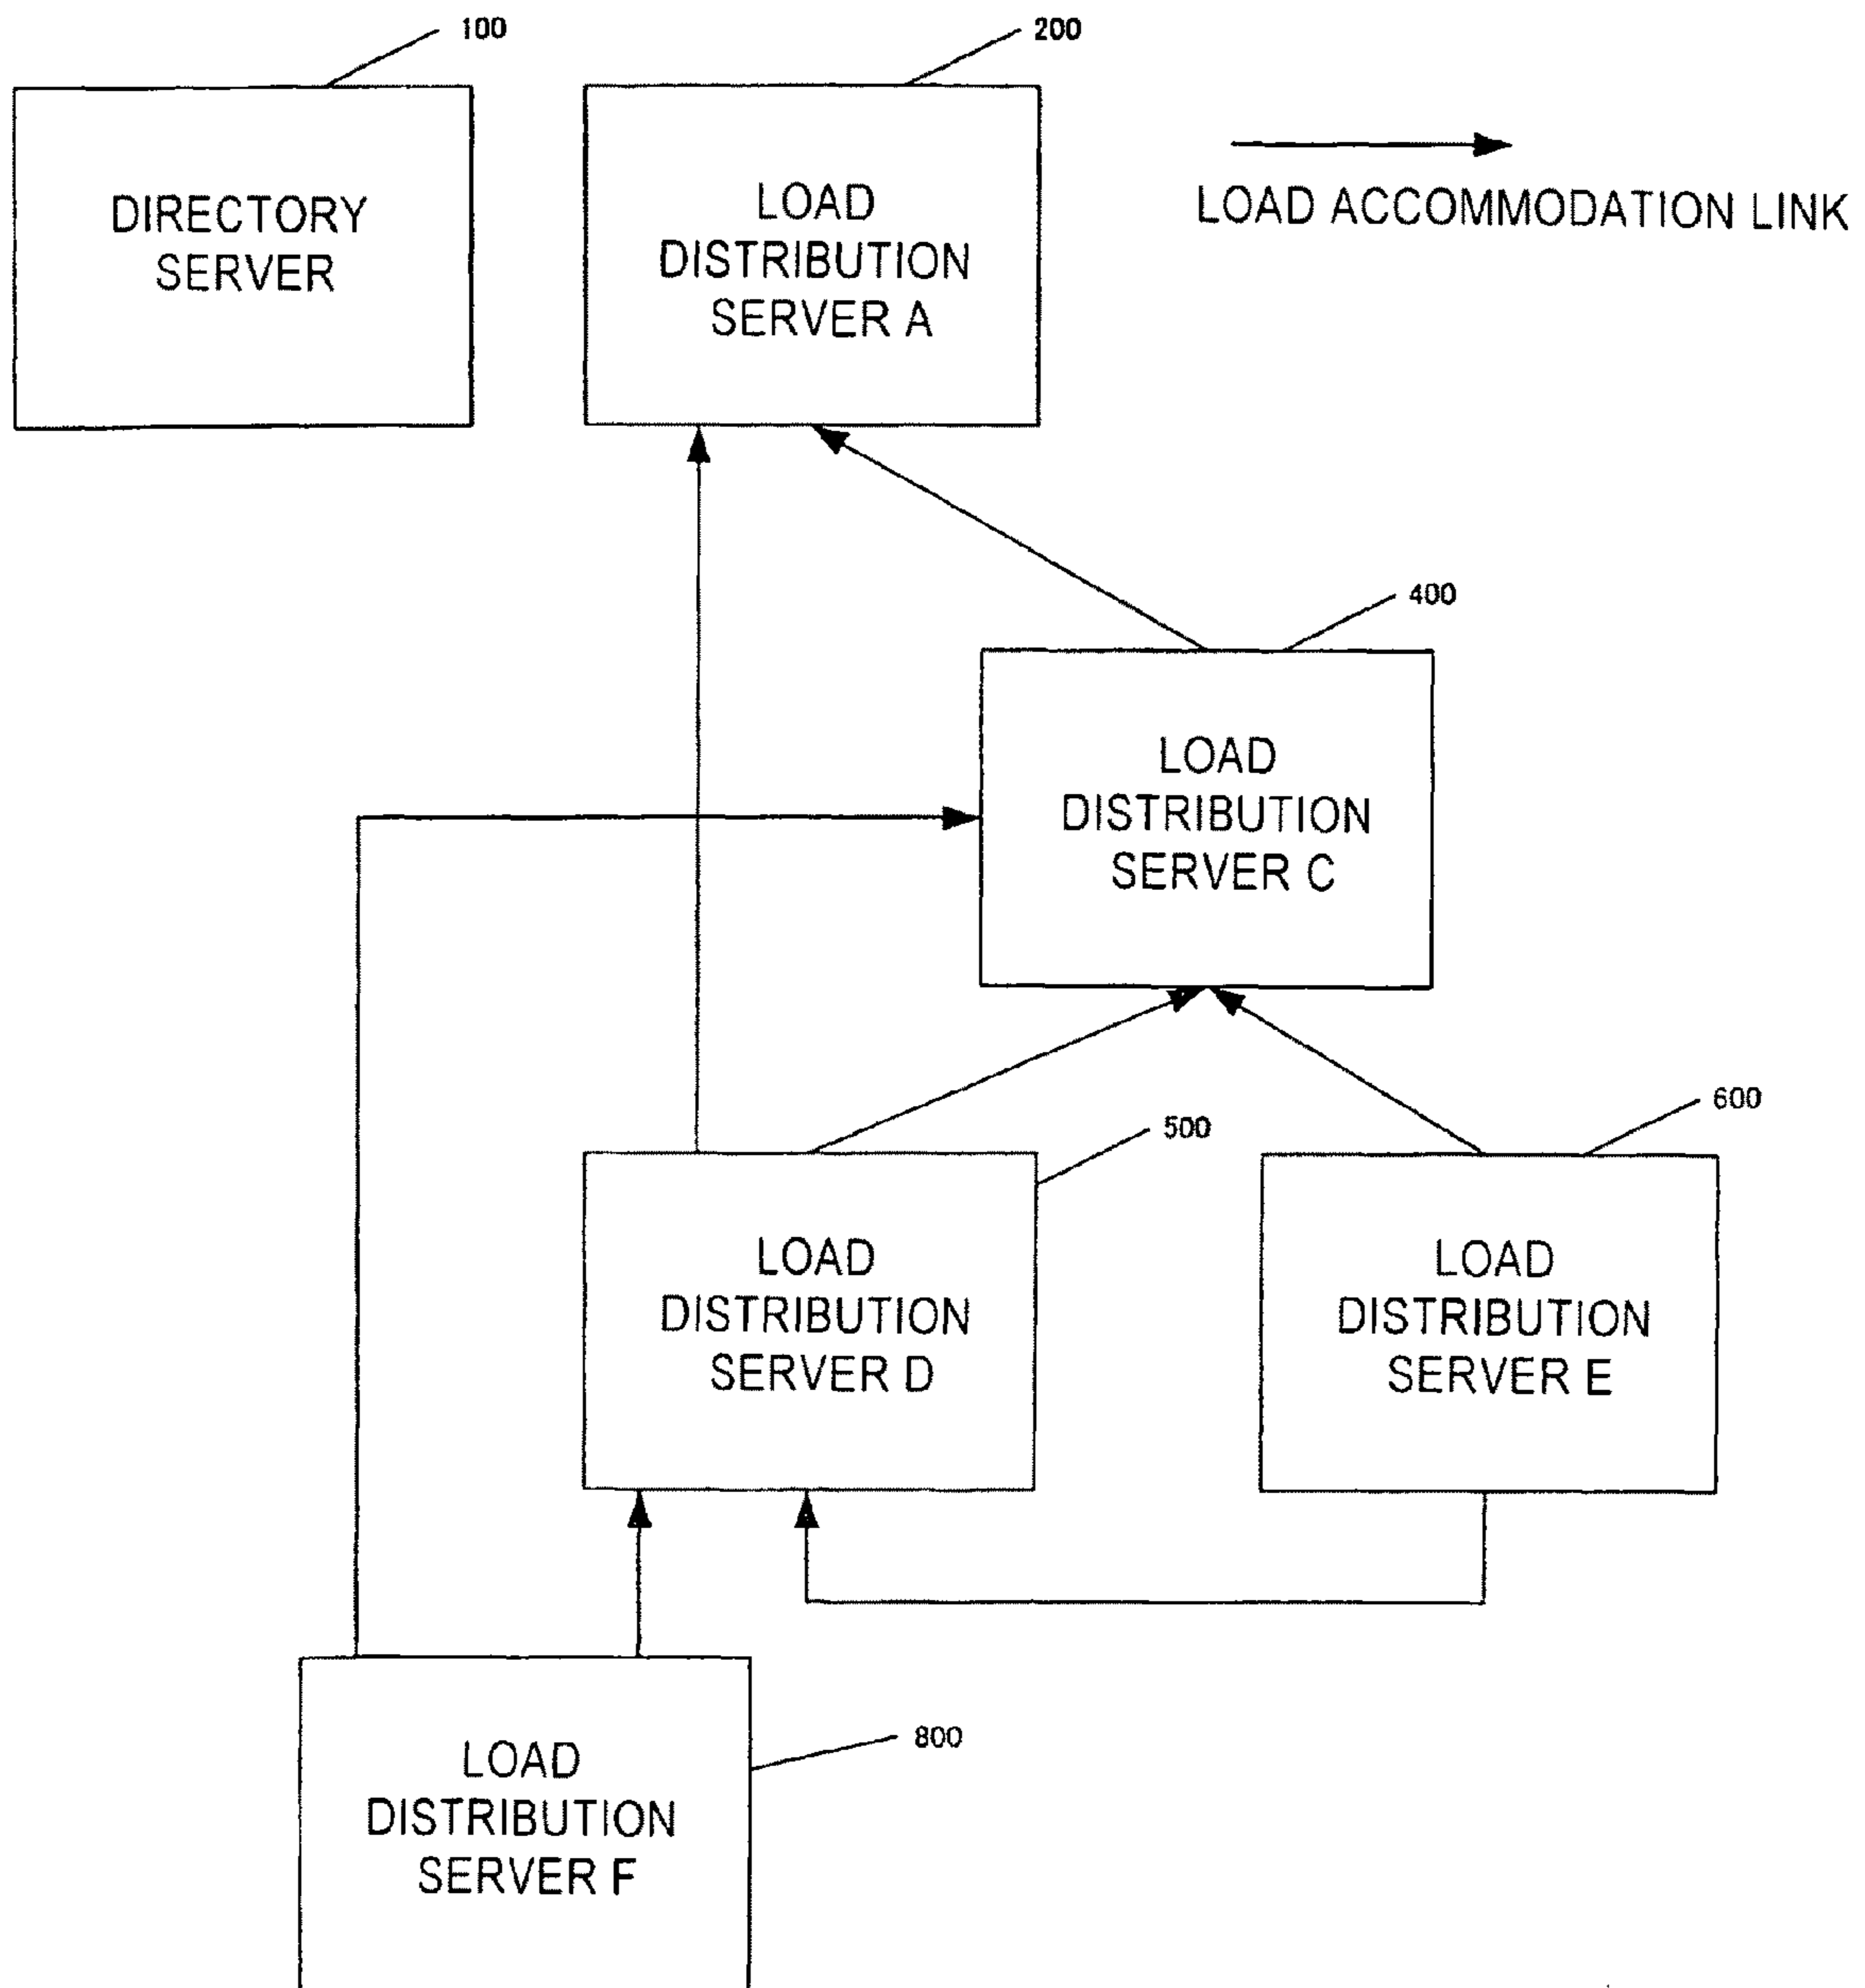 100
200
DIRECTORY
SERVER
LOAD
DISTRIBUTION
SERVER A
LOAD ACCOMMODATION LINK
400
LOAD
DISTRIBUTION
SERVER C
500
600
LOAD
DISTRIBUTION
SERVER D
LOAD
DISTRIBUTION
SERVER E
800
LOAD
DISTRIBUTION
SERVER F